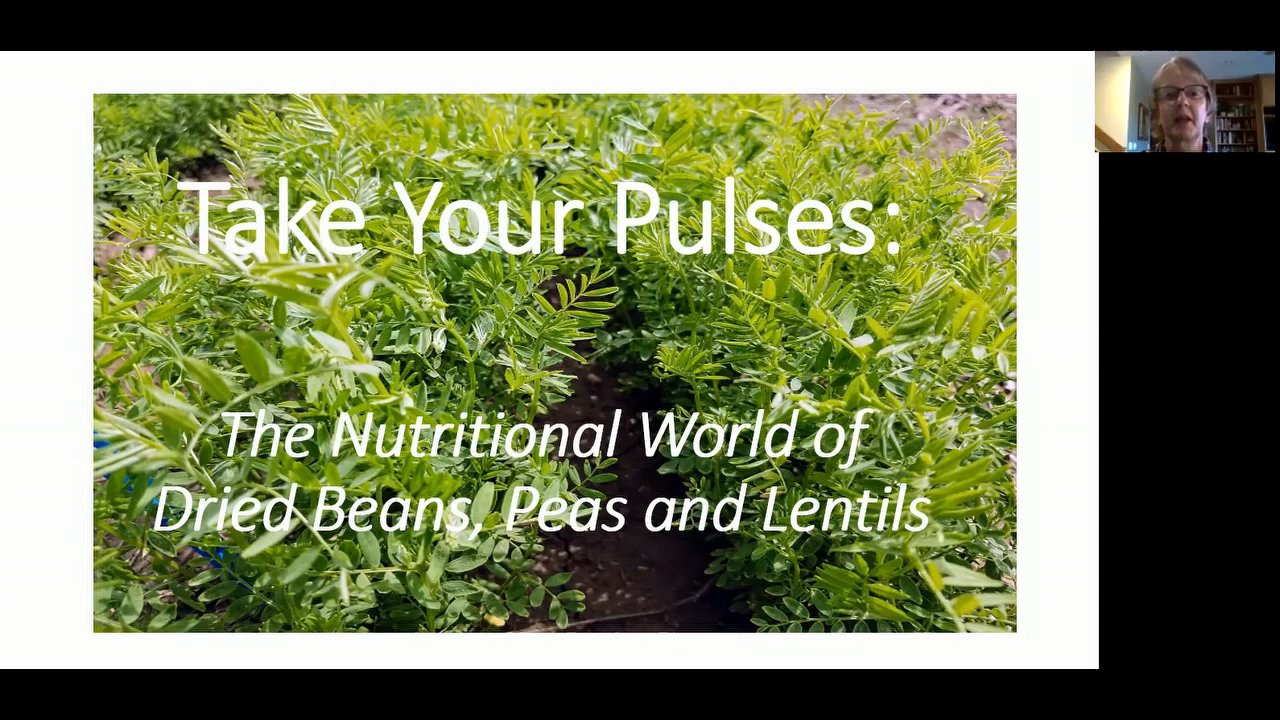 Take Your Pulses:
The Nutritional World of
Dried Beans, Peas and Lentils